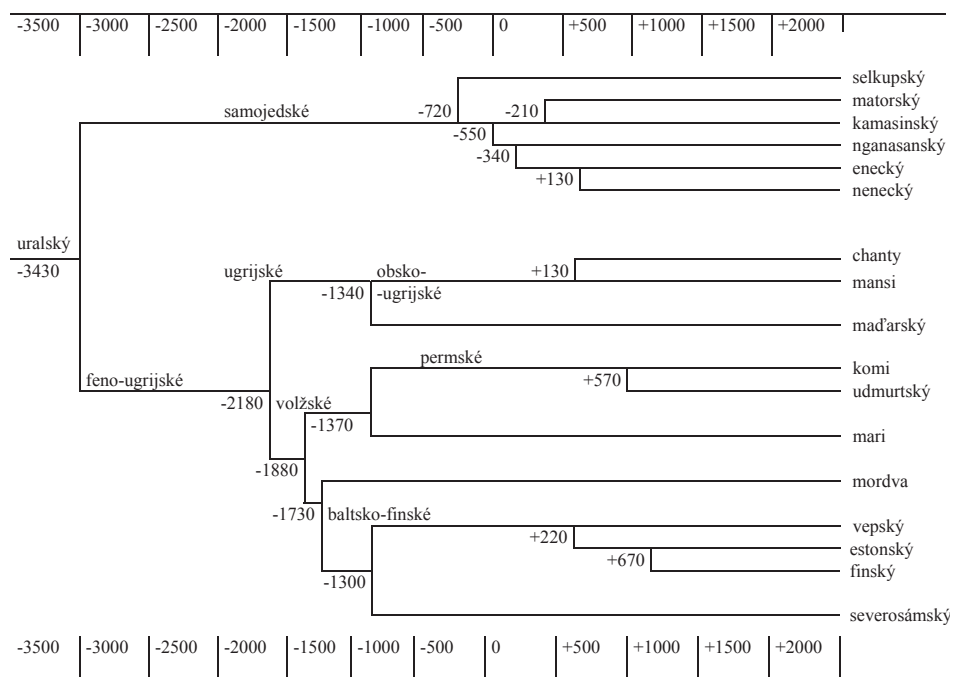 -3500 -3000 -2500 -2000 -1500 -1000 -500 0 +500 +1000 +1500 +2000
selkupský
matorský
samojedské -720 -210
kamasinský
-550
nganasanský
-340
enecký
+130
nenecký
uralský
-3430
chanty
ugrijské obsko- +130
mansi
-1340 -ugrijské
maďarský
permské
komi
feno-ugrijské +570
udmurtský
-2180 volžské
-1370
mari
-1880
mordva
-1730 baltsko-finské
vepský
+220
estonský
+670
finský
-1300
severosámský
-3500 -3000 -2500 -2000 -1500 -1000 -500 0 +500 +1000 +1500 +2000